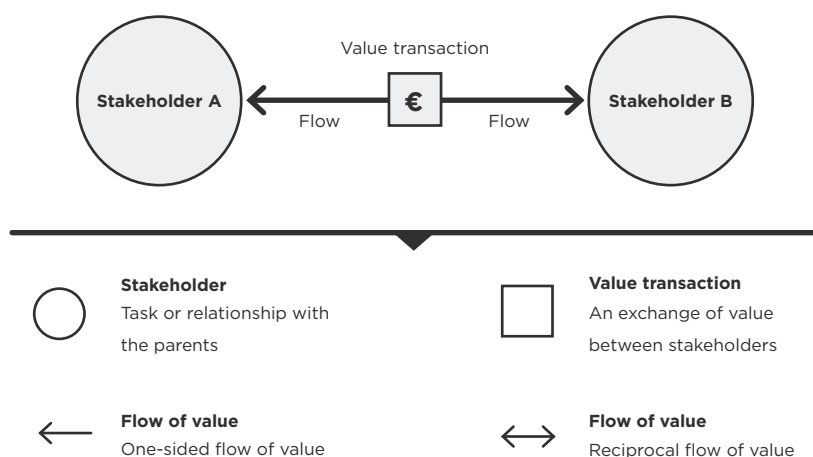 Value transaction
Stakeholder A
€
Stakeholder B
Flow
Flow
Stakeholder
Task or relationship with
the parents
Value transaction
An exchange of value
between stakeholders
Flow of value
One-sided flow of value
Flow of value
Reciprocal flow of value